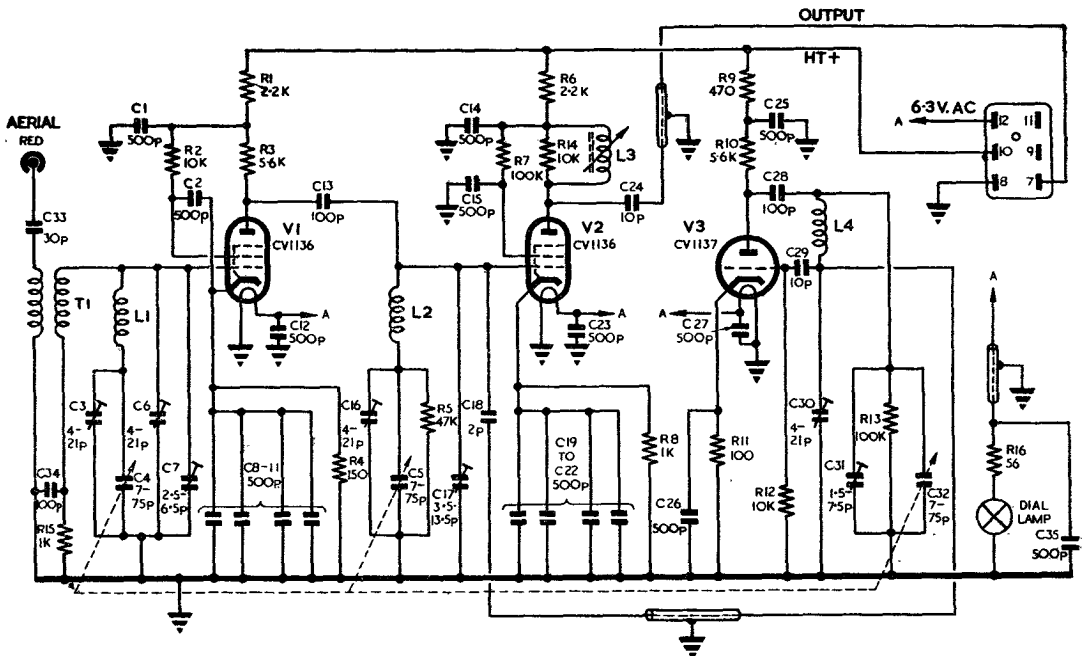 OUTPUT
HT+
AERIAL
RED
C33
30p
T1
C34
100p
R15
1K
L1
C3
4-
21p
C6
4-
21p
C4
7-
75p
C7
2.5-
6.5p
C1
500p
R1
2.2K
R2
10K
R3
5.6K
C2
500p
V1
CV1136
C12
500p
A
C8-11
500p
R4
150
C13
100p
L2
C16
4-
21p
C5
7-
75p
R5
47K
C17
3.5-
13.5p
C18
2p
C14
500p
R6
2.2K
R7
100K
R14
10K
L3
C15
500p
C24
10p
V2
CV1136
C23
500p
A
C19
TO
C22
500p
R8
1K
R9
470
C25
500p
R10
5.6K
C28
100p
L4
V3
CV1137
C29
10p
A
C27
500p
C26
500p
R11
100
R12
10K
C30
4-
21p
R13
100K
C31
1.5-
7.5p
C32
7-
75p
6.3V. AC
A
12
11
10
9
8
7
A
R16
56
DIAL
LAMP
C35
500p